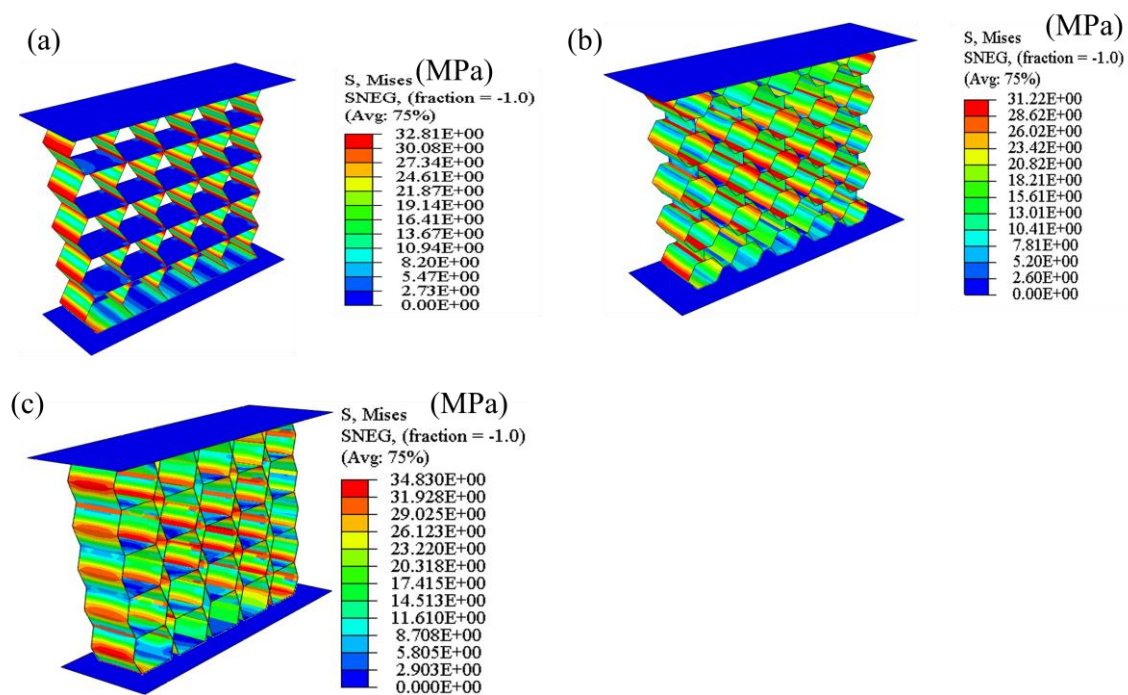 (a)
(MPa)
S, Mises
SNEG, (fraction = -1.0)
(Avg: 75%)
32.81E+00
30.08E+00
27.34E+00
24.61E+00
21.87E+00
19.14E+00
16.41E+00
13.67E+00
10.94E+00
8.20E+00
5.47E+00
2.73E+00
0.00E+00
(b)
(MPa)
S, Mises
SNEG, (fraction = -1.0)
(Avg: 75%)
31.22E+00
28.62E+00
26.02E+00
23.42E+00
20.82E+00
18.21E+00
15.61E+00
13.01E+00
10.41E+00
7.81E+00
5.20E+00
2.60E+00
0.00E+00
(c)
(MPa)
S, Mises
SNEG, (fraction = -1.0)
(Avg: 75%)
34.830E+00
31.928E+00
29.025E+00
26.123E+00
23.220E+00
20.318E+00
17.415E+00
14.513E+00
11.610E+00
8.708E+00
5.805E+00
2.903E+00
0.000E+00